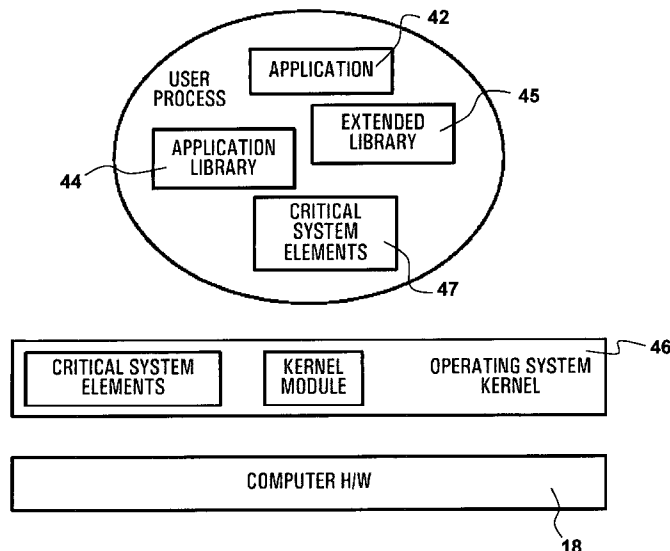 42
APPLICATION
USER
PROCESS
45
EXTENDED
LIBRARY
APPLICATION
LIBRARY
44
CRITICAL
SYSTEM
ELEMENTS
47
46
CRITICAL SYSTEM
ELEMENTS
KERNEL
MODULE
OPERATING SYSTEM
KERNEL
COMPUTER H/W
18